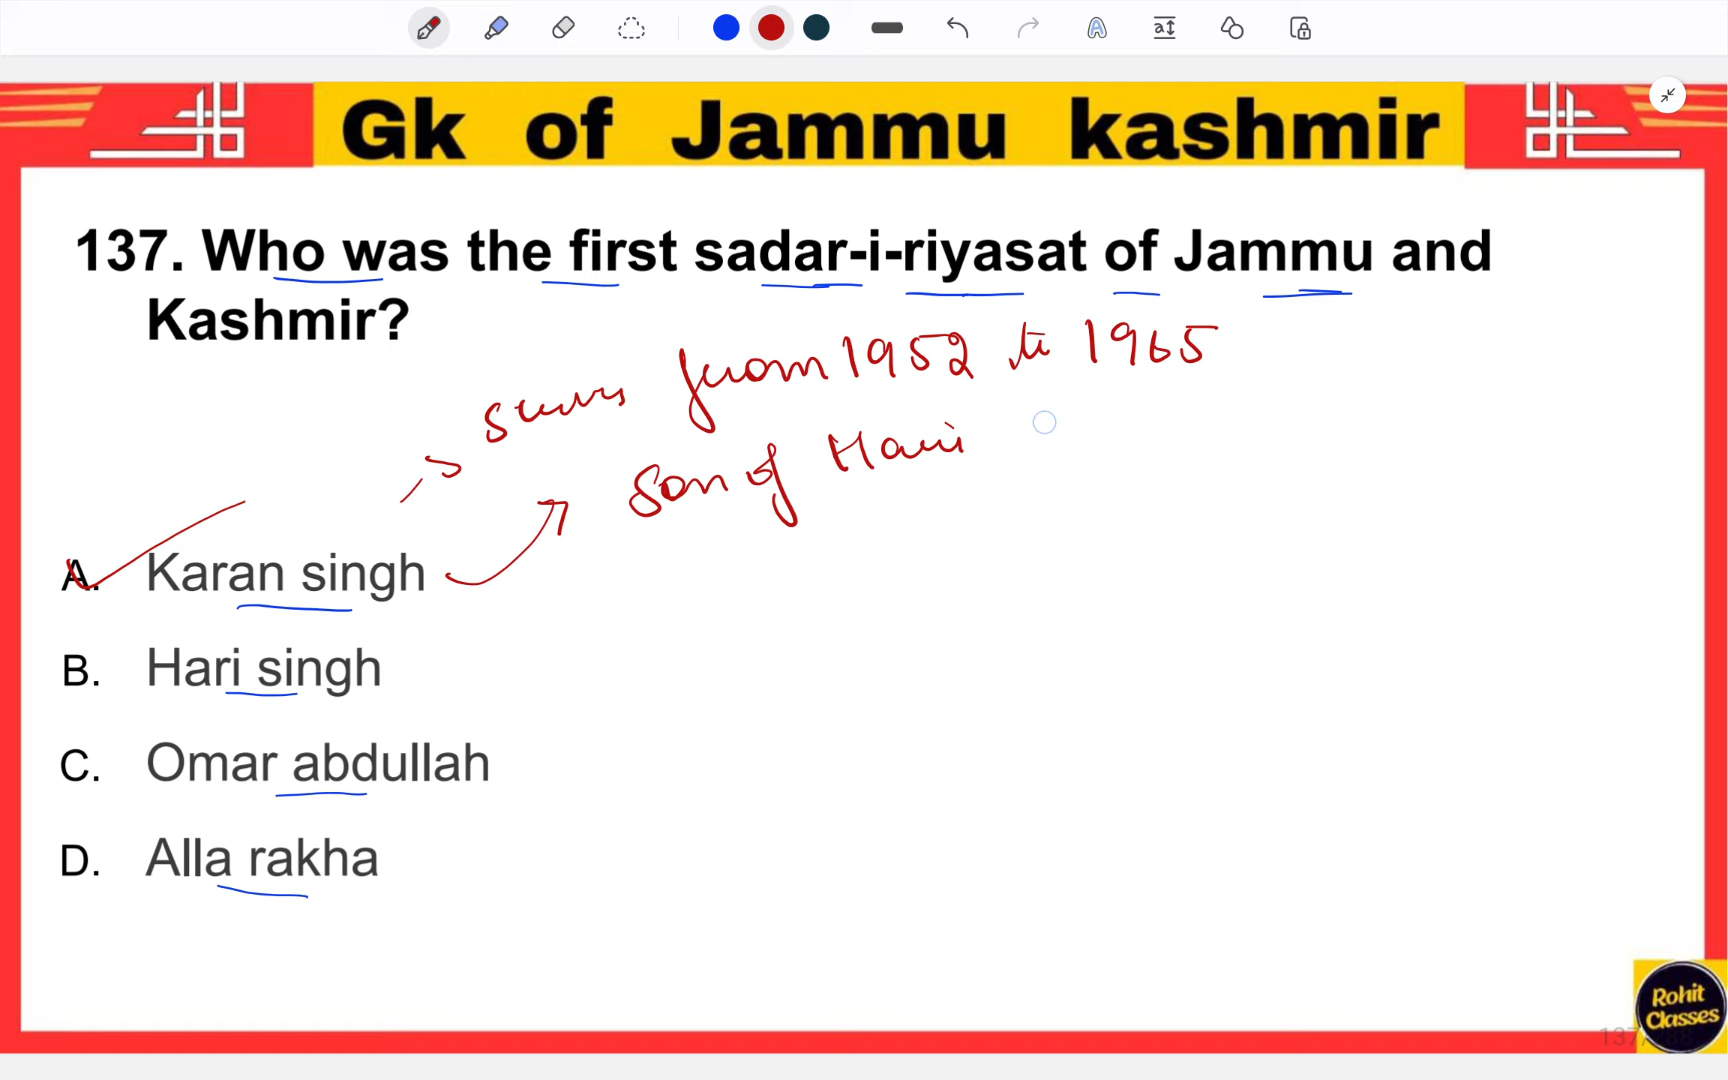 Gk of Jammu kashmir
137. Who was the first sadar-i-riyasat of Jammu and
Kashmir?
from 1952 to 1965
Son of Hari
A. Karan singh
B. Hari singh
C. Omar abdullah
D. Alla rakha
Rohit
Classes